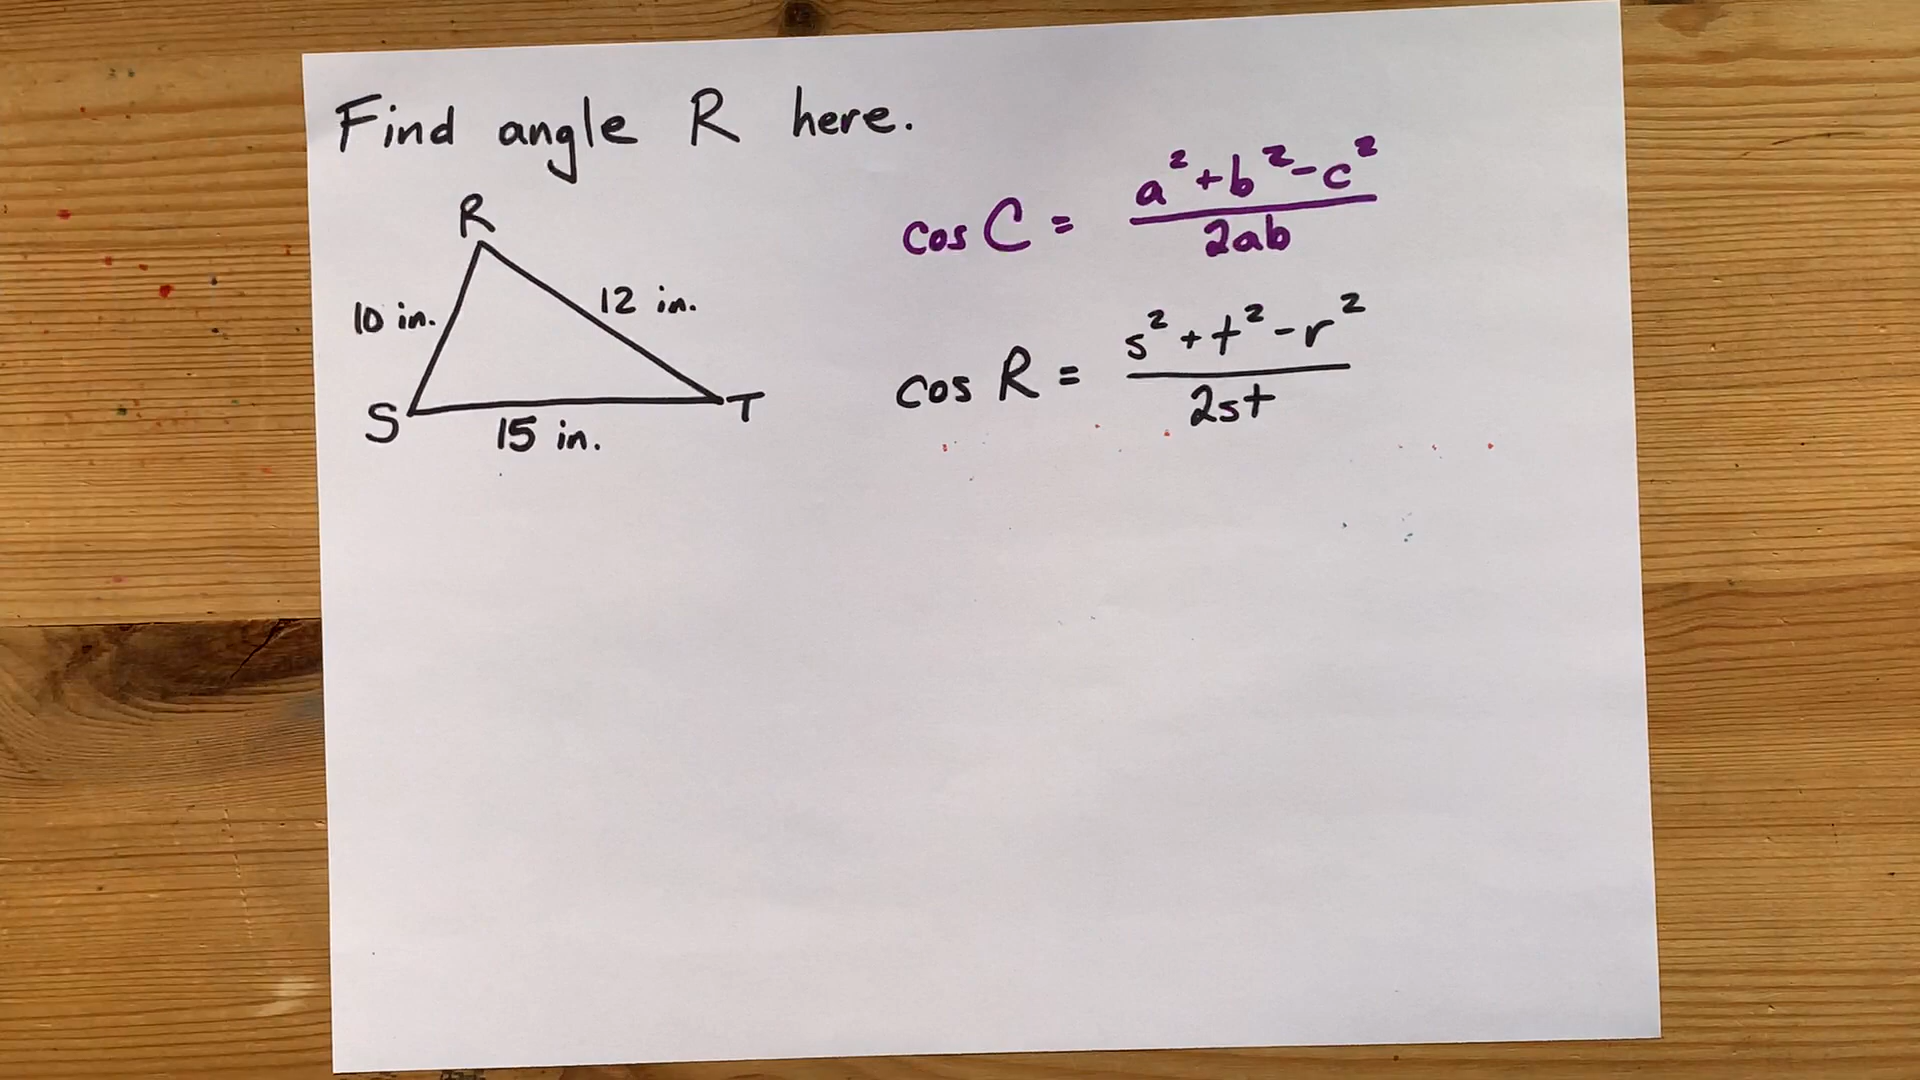 Find angle R here.
cos C = a²+b²-c² / 2ab
R
10 in.
12 in.
S
T
15 in.
cos R = s²+t²-r² / 2st